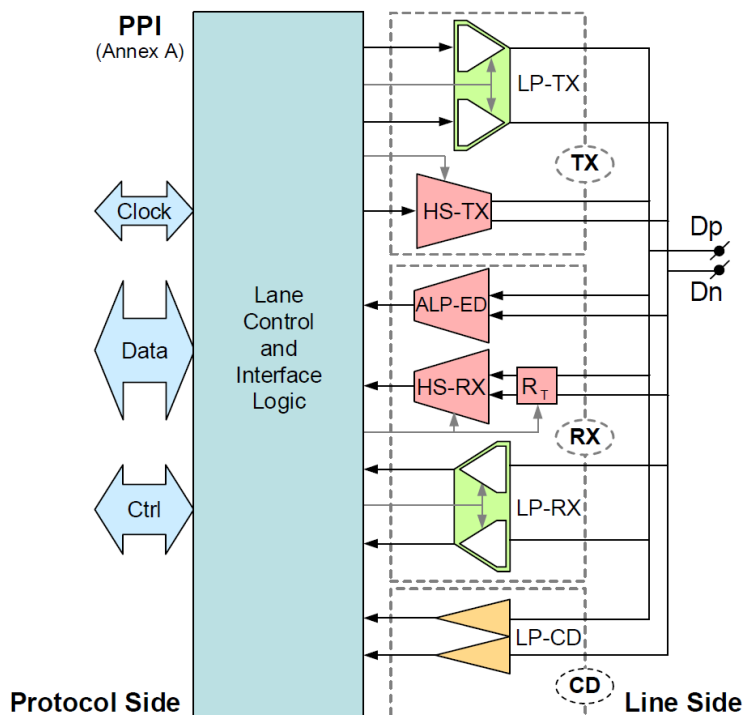 PPI
(Annex A)
LP-TX
TX
Clock
HS-TX
Dp
Dn
Lane
Control
and
Interface
Logic
ALP-ED
Data
HS-RX
RT
RX
Ctrl
LP-RX
LP-CD
CD
Protocol Side
Line Side